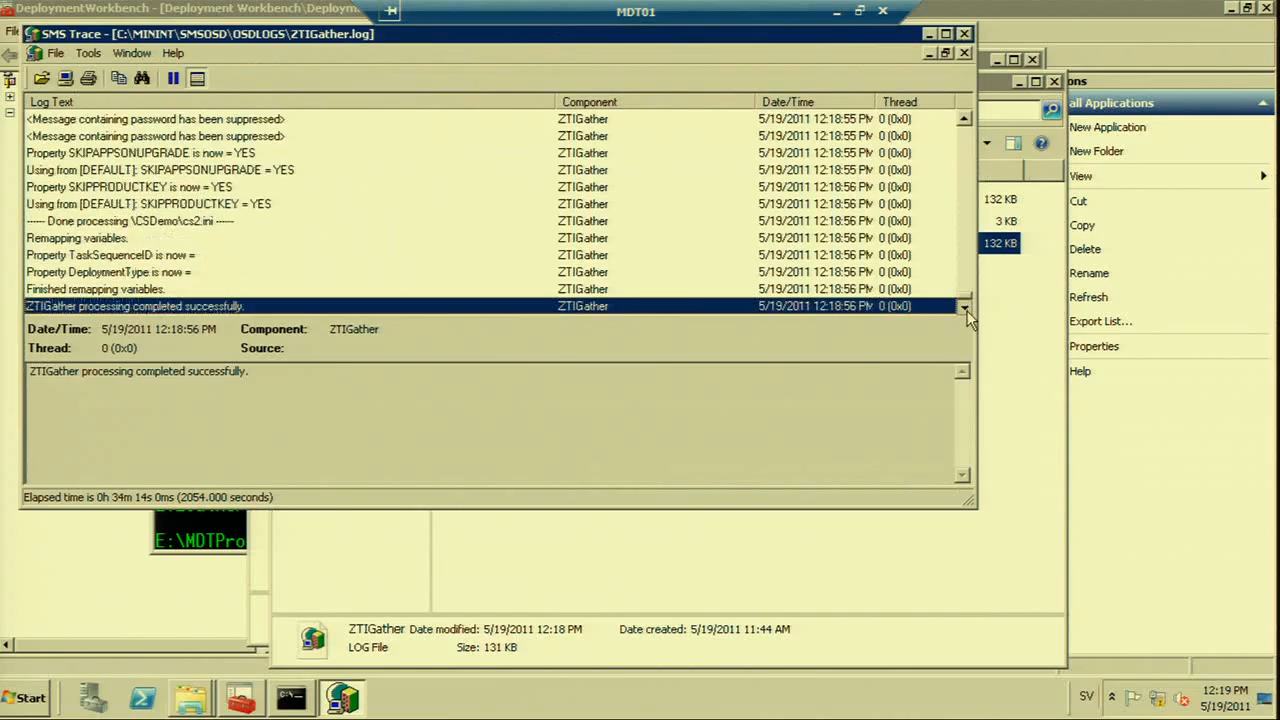 DeploymentWorkbench - [Deployment Workbench\Deploym
MDT01
SMS Trace - [C:\MININT\SMSOSD\OSDLOGS\ZTIGather.log]
File Tools Window Help
Log Text Component Date/Time Thread
<Message containing password has been suppressed> ZTIGather 5/19/2011 12:18:55 PM 0 (0x0)
<Message containing password has been suppressed> ZTIGather 5/19/2011 12:18:55 PM 0 (0x0)
Property SKIPAPPSONUPGRADE is now = YES ZTIGather 5/19/2011 12:18:55 PM 0 (0x0)
Using from [DEFAULT]: SKIPAPPSONUPGRADE = YES ZTIGather 5/19/2011 12:18:55 PM 0 (0x0)
Property SKIPPRODUCTKEY is now = YES ZTIGather 5/19/2011 12:18:56 PM 0 (0x0)
Using from [DEFAULT]: SKIPPRODUCTKEY = YES ZTIGather 5/19/2011 12:18:56 PM 0 (0x0)
------ Done processing \CSDemo\cs2.ini ------ ZTIGather 5/19/2011 12:18:56 PM 0 (0x0)
Remapping variables. ZTIGather 5/19/2011 12:18:56 PM 0 (0x0)
Property TaskSequenceID is now = ZTIGather 5/19/2011 12:18:56 PM 0 (0x0)
Property DeploymentType is now = ZTIGather 5/19/2011 12:18:56 PM 0 (0x0)
Finished remapping variables. ZTIGather 5/19/2011 12:18:56 PM 0 (0x0)
ZTIGather processing completed successfully. ZTIGather 5/19/2011 12:18:56 PM 0 (0x0)
Date/Time: 5/19/2011 12:18:56 PM Component: ZTIGather
Thread: 0 (0x0) Source:
ZTIGather processing completed successfully.
Elapsed time is 0h 34m 14s 0ms (2054.000 seconds)
E:\MDTPro
132 KB
3 KB
132 KB
ons
all Applications
New Application
New Folder
View
Cut
Copy
Delete
Rename
Refresh
Export List...
Properties
Help
ZTIGather Date modified: 5/19/2011 12:18 PM Date created: 5/19/2011 11:44 AM
LOG File Size: 131 KB
Start
SV
12:19 PM
5/19/2011